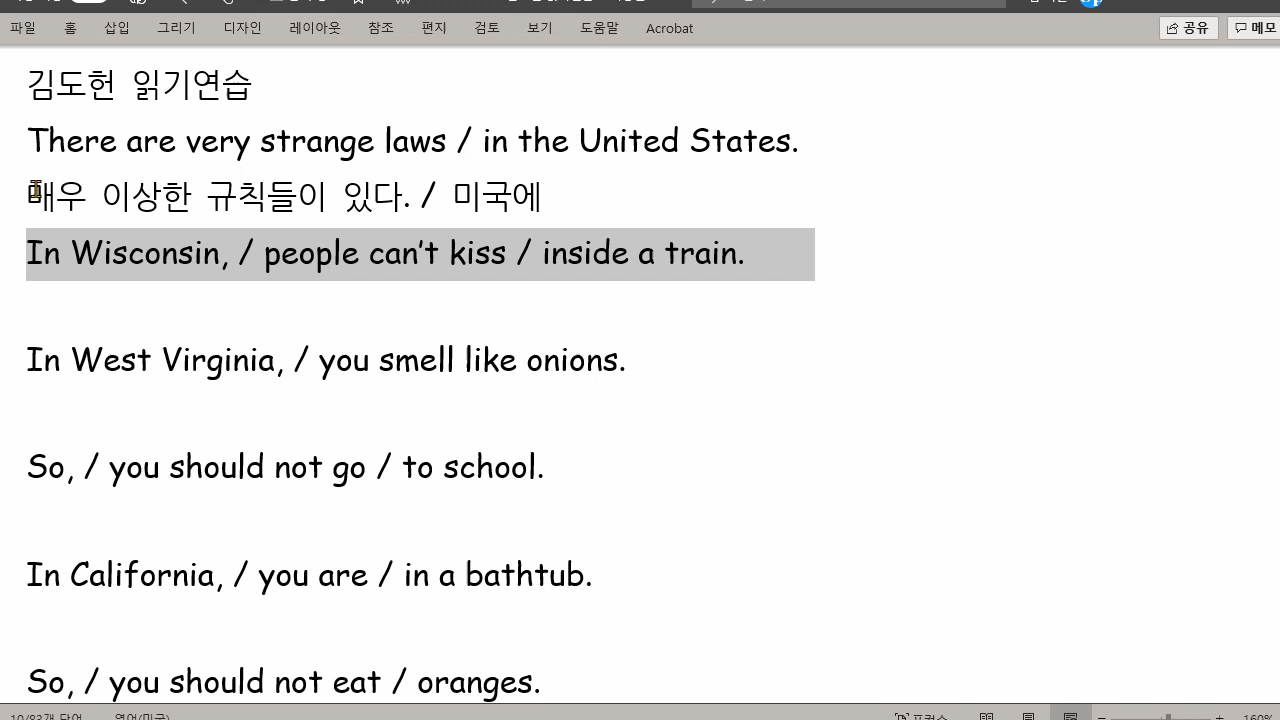 파일 홈 삽입 그리기 디자인 레이아웃 참조 편지 검토 보기 도움말 Acrobat 공유 메모
김도헌 읽기연습
There are very strange laws / in the United States.
매우 이상한 규칙들이 있다. / 미국에
In Wisconsin, / people can't kiss / inside a train.
In West Virginia, / you smell like onions.
So, / you should not go / to school.
In California, / you are / in a bathtub.
So, / you should not eat / oranges.
160%